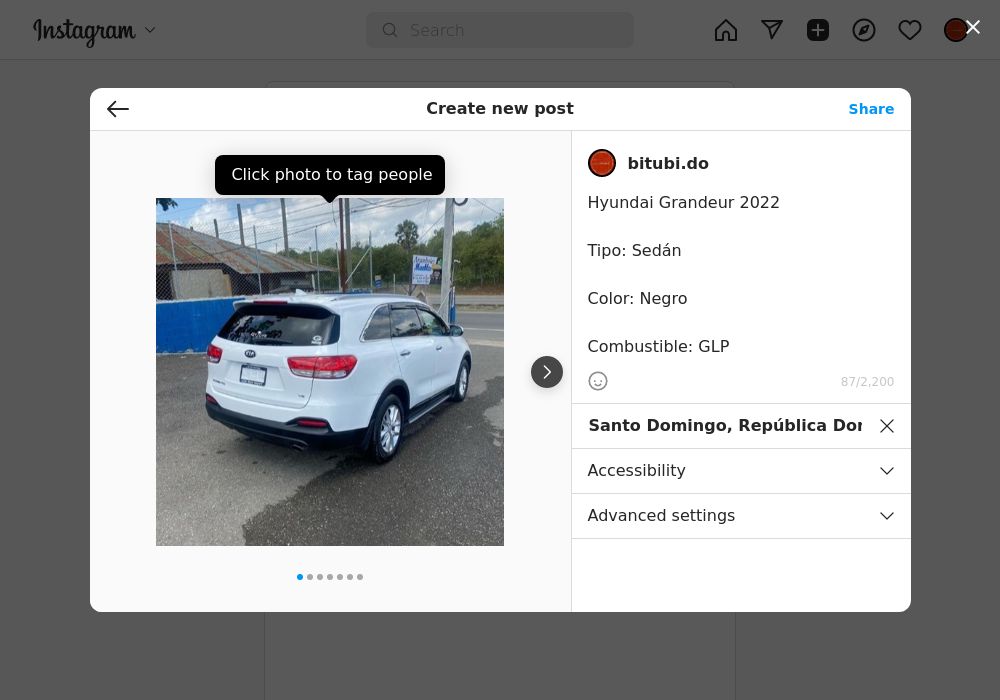 Instagram
Search
Create new post
Share
Click photo to tag people
KIA
bitubi.do
Hyundai Grandeur 2022
Tipo: Sedán
Color: Negro
Combustible: GLP
87/2,200
Santo Domingo, República Dor
Accessibility
Advanced settings